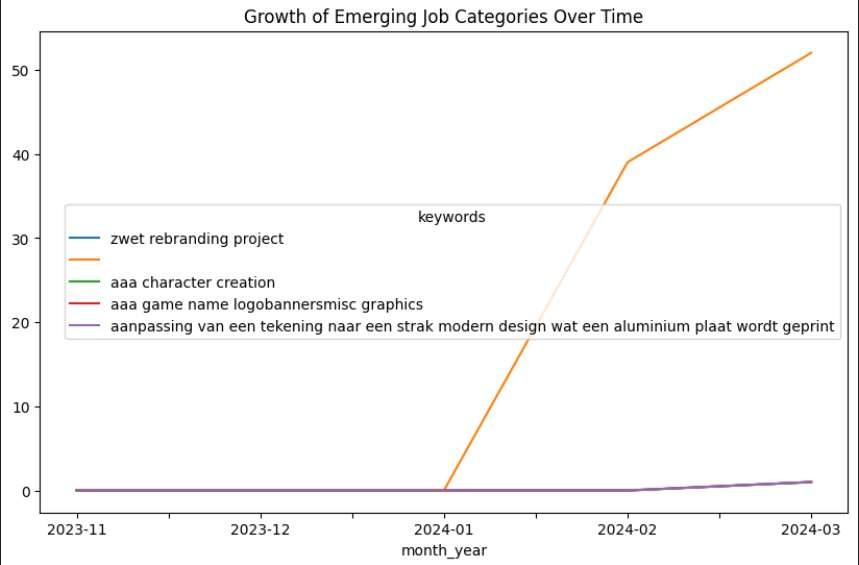 Growth of Emerging Job Categories Over Time
50
40
30
20
10
0
keywords
zwet rebranding project
aaa character creation
aaa game name logobannersmisc graphics
aanpassing van een tekening naar een strak modern design wat een aluminium plaat wordt geprint
2023-11 2023-12 2024-01 2024-02 2024-03
month_year